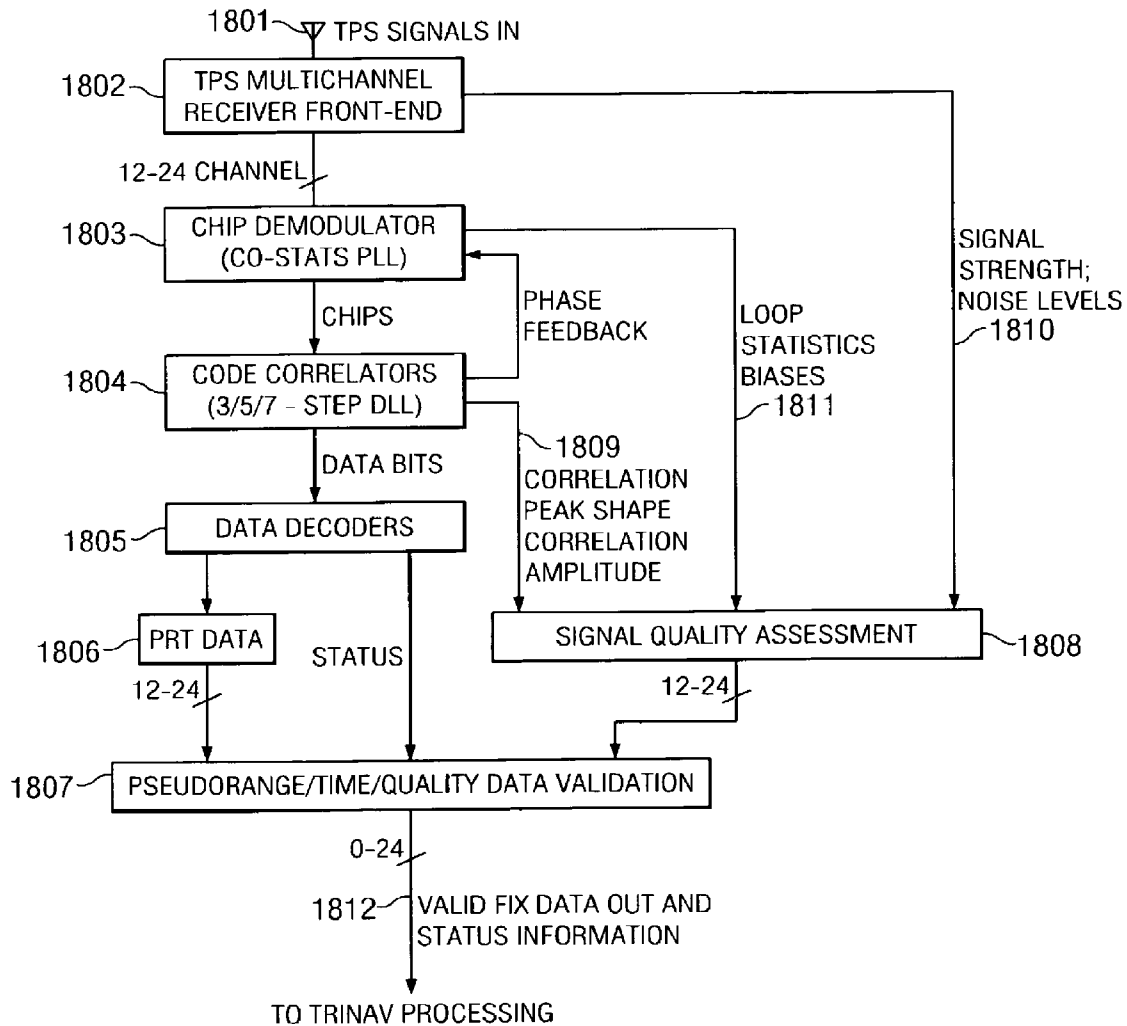 1801
TPS SIGNALS IN
1802
TPS MULTICHANNEL
RECEIVER FRONT-END
12-24 CHANNEL
1803
CHIP DEMODULATOR
(CO-STATS PLL)
SIGNAL
STRENGTH;
NOISE LEVELS
1810
CHIPS
PHASE
FEEDBACK
LOOP
STATISTICS
BIASES
1811
1804
CODE CORRELATORS
(3/5/7 - STEP DLL)
1809
CORRELATION
PEAK SHAPE
CORRELATION
AMPLITUDE
DATA BITS
1805
DATA DECODERS
1806
PRT DATA
STATUS
SIGNAL QUALITY ASSESSMENT
1808
12-24
12-24
1807
PSEUDORANGE/TIME/QUALITY DATA VALIDATION
0-24
1812
VALID FIX DATA OUT AND
STATUS INFORMATION
TO TRINAV PROCESSING